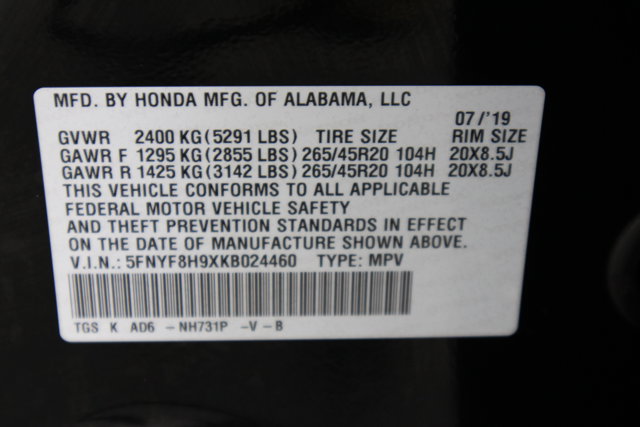 MFD. BY HONDA MFG. OF ALABAMA, LLC
07/'19
GVWR 2400 KG(5291 LBS) TIRE SIZE RIM SIZE
GAWR F 1295 KG(2855 LBS) 265/45R20 104H 20X8.5J
GAWR R 1425 KG(3142 LBS) 265/45R20 104H 20X8.5J
THIS VEHICLE CONFORMS TO ALL APPLICABLE
FEDERAL MOTOR VEHICLE SAFETY
AND THEFT PREVENTION STANDARDS IN EFFECT
ON THE DATE OF MANUFACTURE SHOWN ABOVE.
V.I.N.: 5FNYF8H9XKB024460 TYPE: MPV
TGS K AD6 -NH731P -V-B